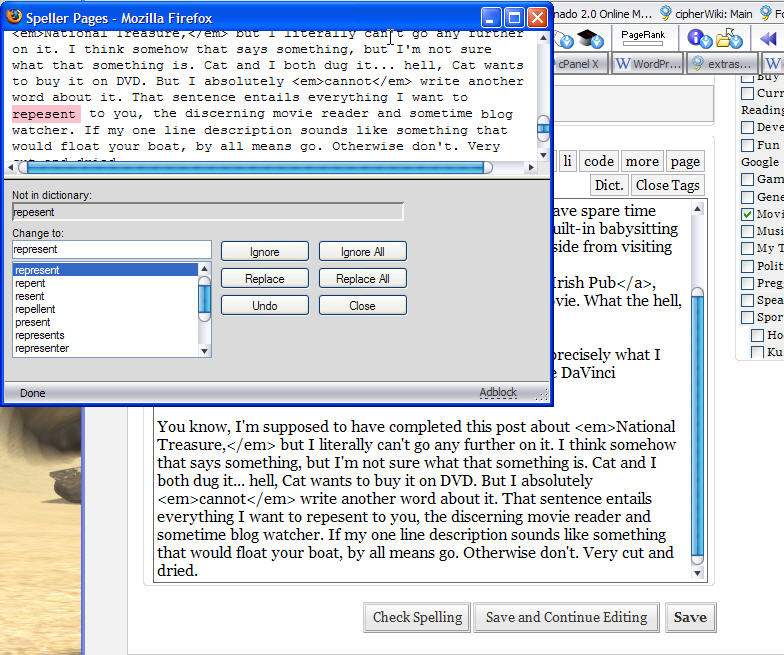 Speller Pages - Mozilla Firefox
<em>National Treasure,</em> but I literally can't go any further
on it. I think somehow that says something, but I'm not sure
what that something is. Cat and I both dug it... hell, Cat wants
to buy it on DVD. But I absolutely <em>cannot</em> write another
word about it. That sentence entails everything I want to
repesent to you, the discerning movie reader and sometime blog
watcher. If my one line description sounds like something that
would float your boat, by all means go. Otherwise don't. Very
cut and dried.
Not in dictionary:
repesent
Change to:
represent
Ignore Ignore All
Replace Replace All
Undo Close
represent
repent
resent
repellent
present
represents
representer
Done Adblock
nado 2.0 Online M... cipherWiki: Main
PageRank
cPanel X WordPr... extras...
li code more page
Dict. Close Tags
ave spare time
uilt-in babysitting
side from visiting
Irish Pub</a>,
vie. What the hell,
precisely what I
e DaVinci
You know, I'm supposed to have completed this post about <em>National
Treasure,</em> but I literally can't go any further on it. I think somehow
that says something, but I'm not sure what that something is. Cat and I
both dug it... hell, Cat wants to buy it on DVD. But I absolutely
<em>cannot</em> write another word about it. That sentence entails
everything I want to repesent to you, the discerning movie reader and
sometime blog watcher. If my one line description sounds like something
that would float your boat, by all means go. Otherwise don't. Very cut and
dried.
Check Spelling Save and Continue Editing Save
Buy
Curr
Reading
Deve
Fun
Google
Gam
Gene
Movi
Musi
My T
Politi
Preg
Spea
Spor
Ho
Ku